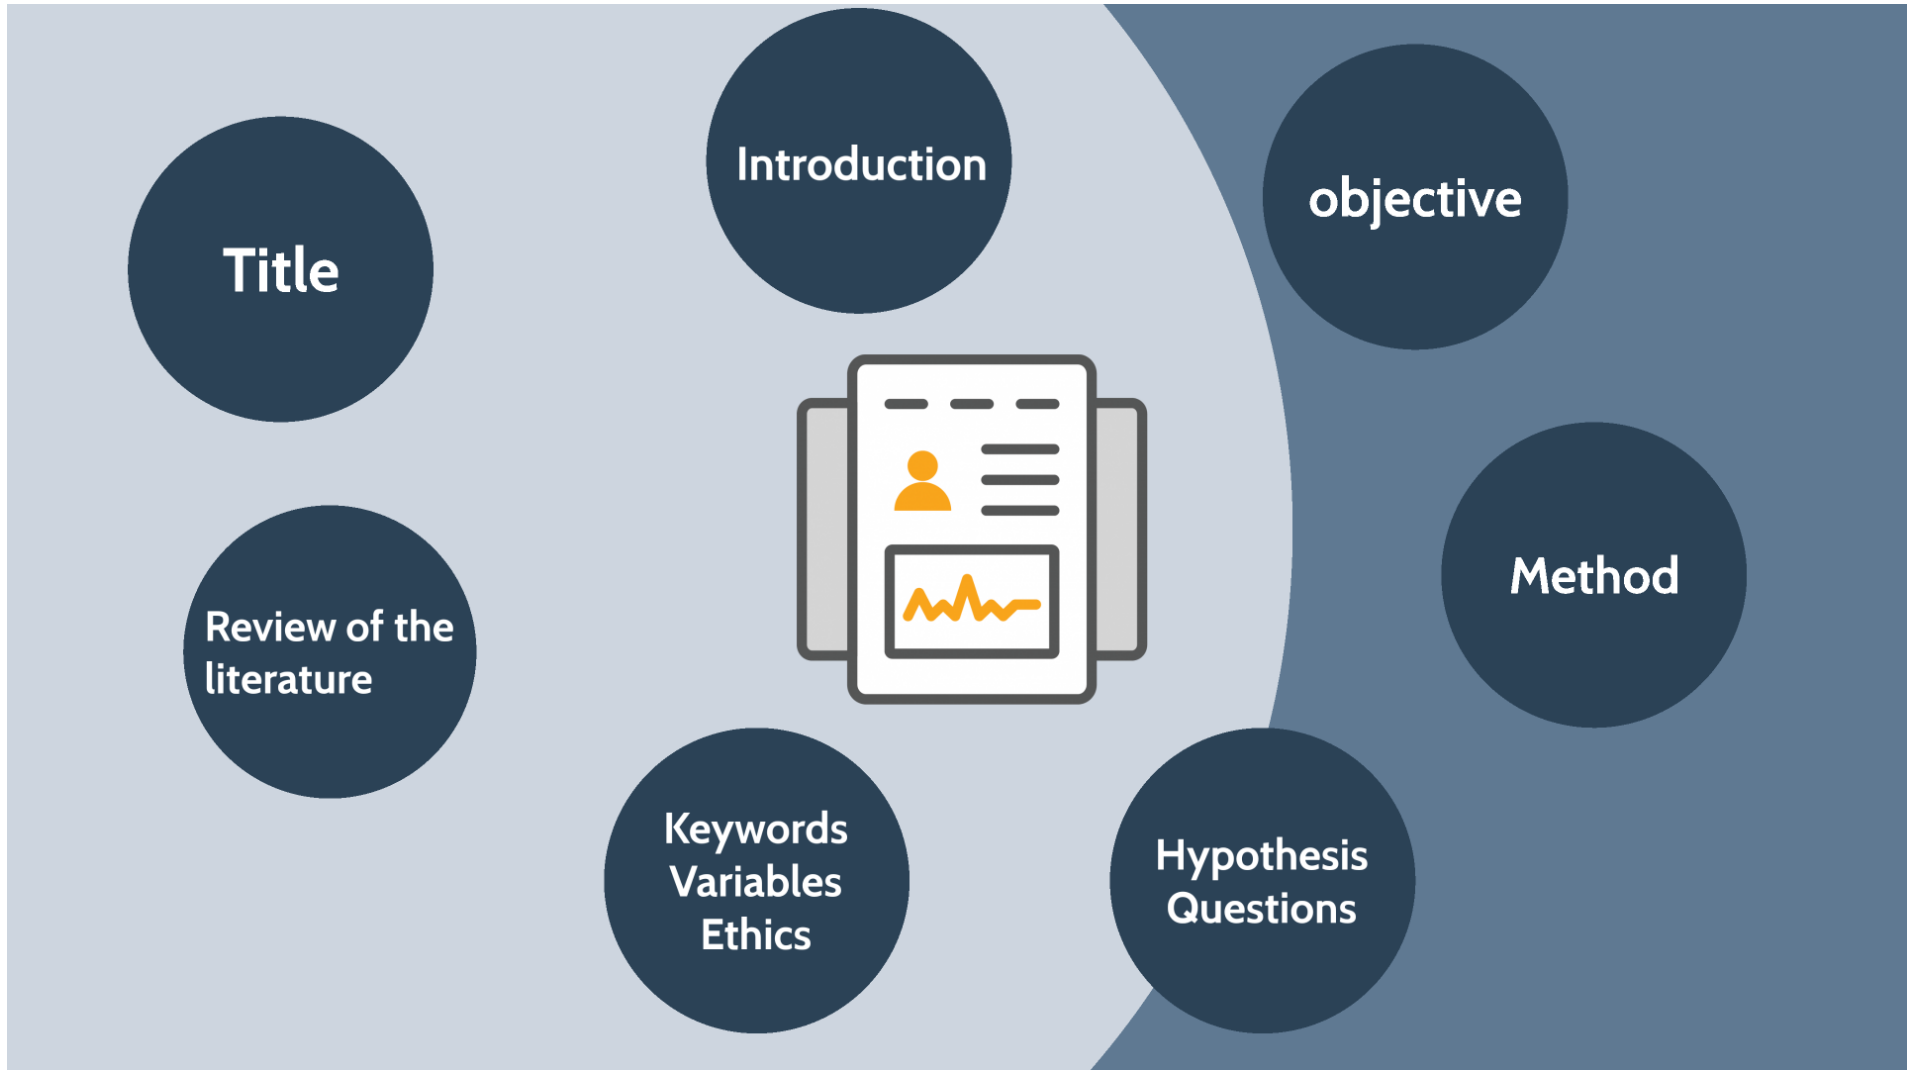 Title
Introduction
objective
Method
Hypothesis
Questions
Keywords
Variables
Ethics
Review of the
literature